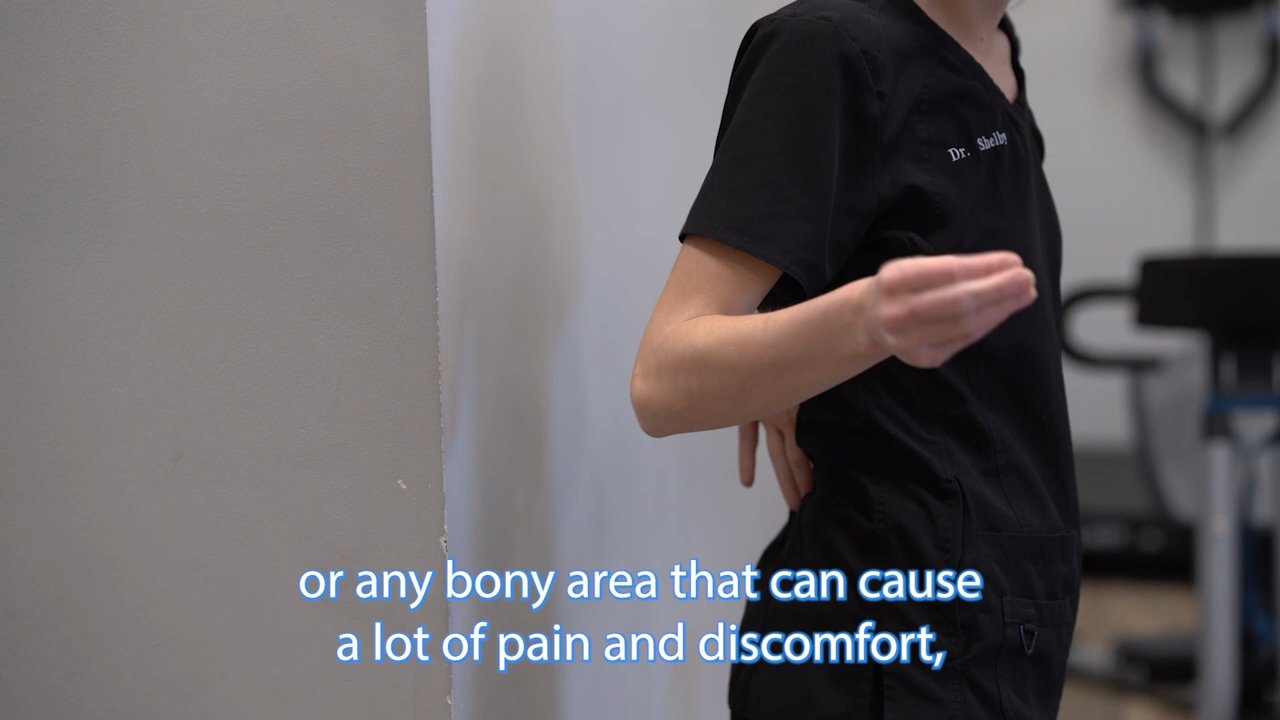 Dr. Shelby
or any bony area that can cause
a lot of pain and discomfort,